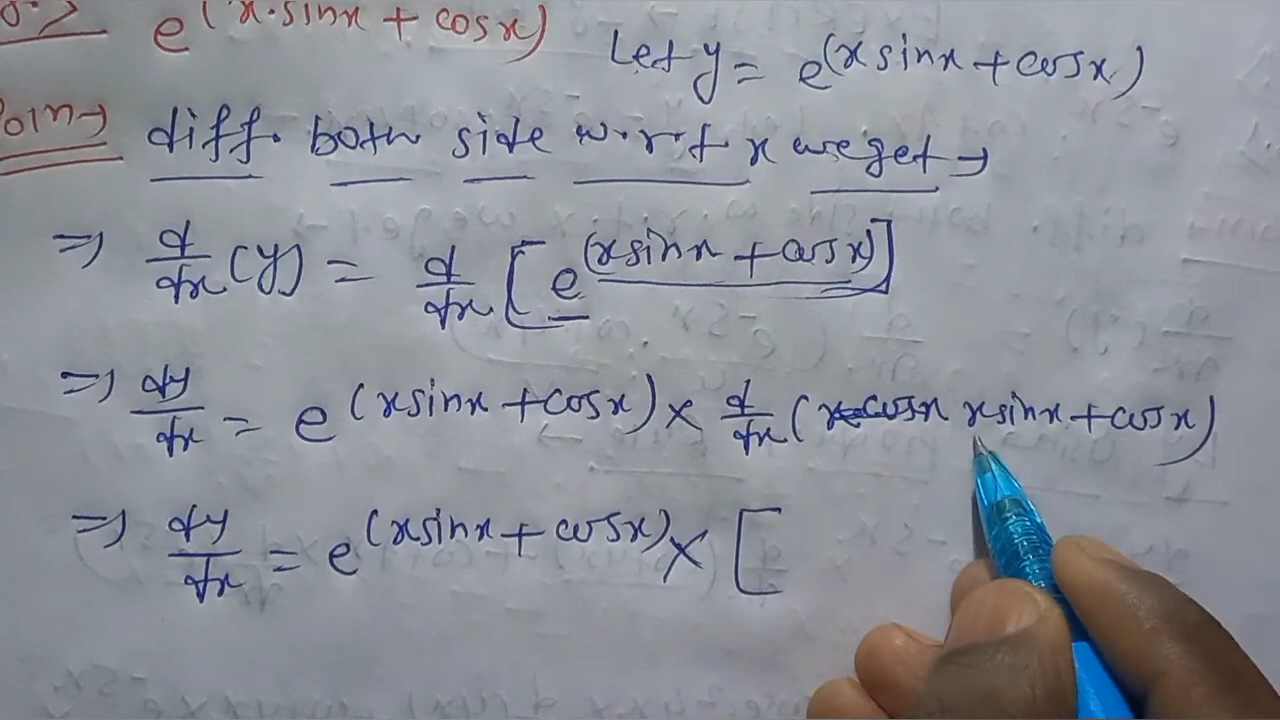 e^(x·sinx + cosx)
Let y = e^(x sinx + cosx)
diff. both side w.r.t x we get →
⇒ d/dx (y) = d/dx [e^(x sinx + cosx)]
⇒ dy/dx = e^(x sinx + cosx) × d/dx (x sinx + cosx)
⇒ dy/dx = e^(x sinx + cosx) × [